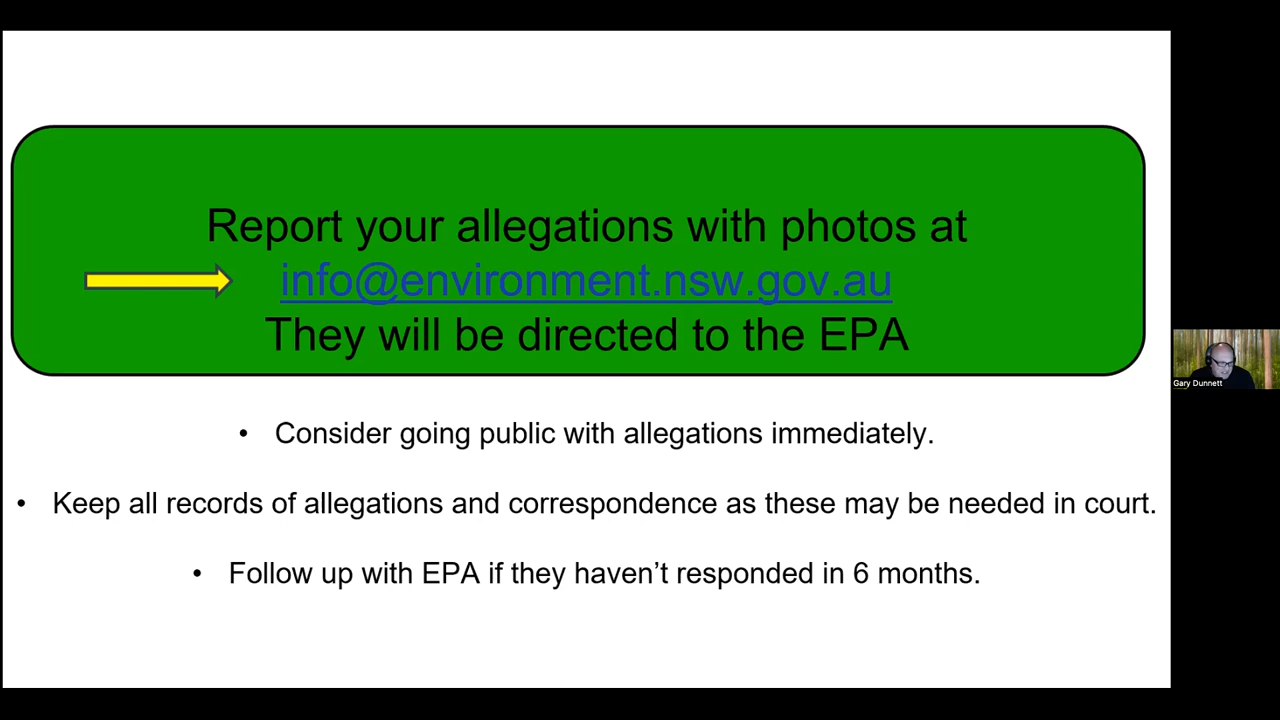 Report your allegations with photos at
info@environment.nsw.gov.au
They will be directed to the EPA
• Consider going public with allegations immediately.
• Keep all records of allegations and correspondence as these may be needed in court.
• Follow up with EPA if they haven't responded in 6 months.
Gary Dunnett